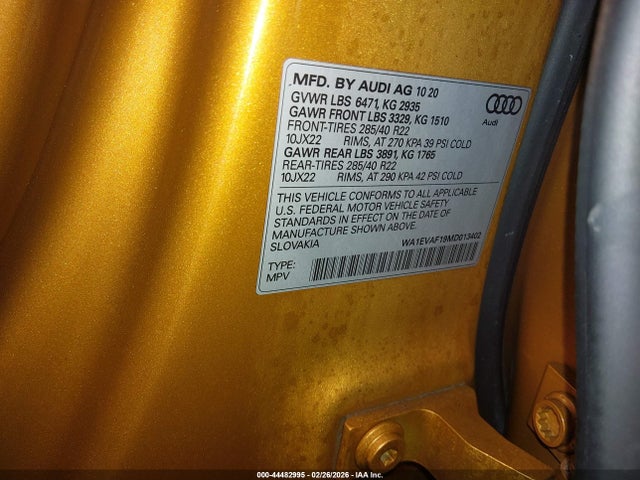 MFD. BY AUDI AG 10 20
GVWR LBS 6471, KG 2935
GAWR FRONT LBS 3329, KG 1510
FRONT-TIRES 285/40 R22
10JX22 RIMS, AT 270 KPA 39 PSI COLD
GAWR REAR LBS 3891, KG 1765
REAR-TIRES 285/40 R22
10JX22 RIMS, AT 290 KPA 42 PSI COLD
Audi
THIS VEHICLE CONFORMS TO ALL APPLICABLE
U.S. FEDERAL MOTOR VEHICLE SAFETY
STANDARDS IN EFFECT ON THE DATE OF
MANUFACTURE SHOWN ABOVE.
SLOVAKIA WA1EVAF19MD013402
TYPE:
MPV
000-44482995 - 02/26/2026 - IAA Inc.